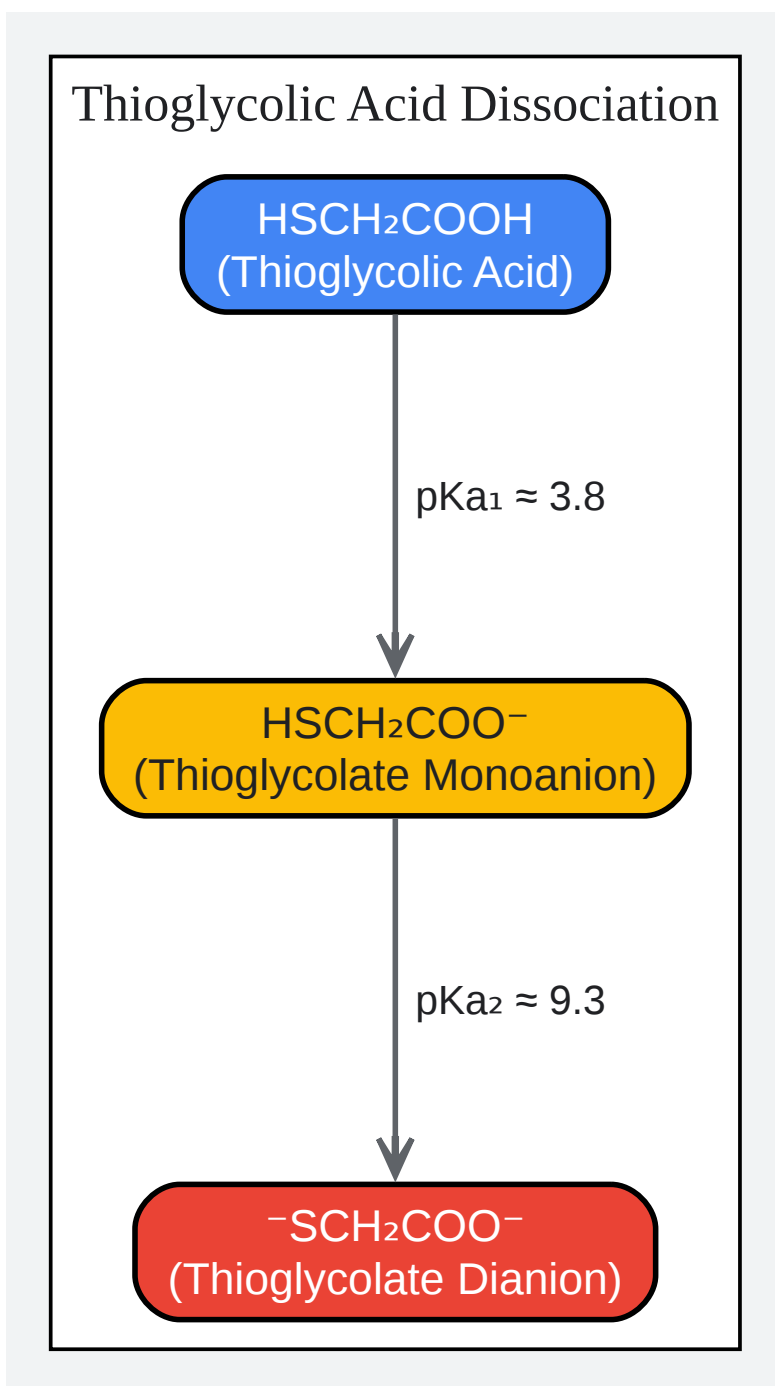 Thioglycolic Acid Dissociation
HSCH₂COOH
(Thioglycolic Acid)
pKa₁ ≈ 3.8
HSCH₂COO⁻
(Thioglycolate Monoanion)
pKa₂ ≈ 9.3
⁻SCH₂COO⁻
(Thioglycolate Dianion)